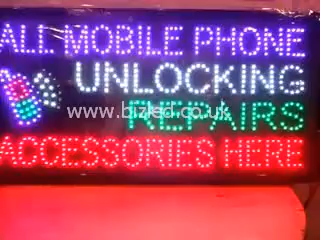 ALL MOBILE PHONE
UNLOCKING
www.bizled.co.uk
REPAIRS
ACCESSORIES HERE